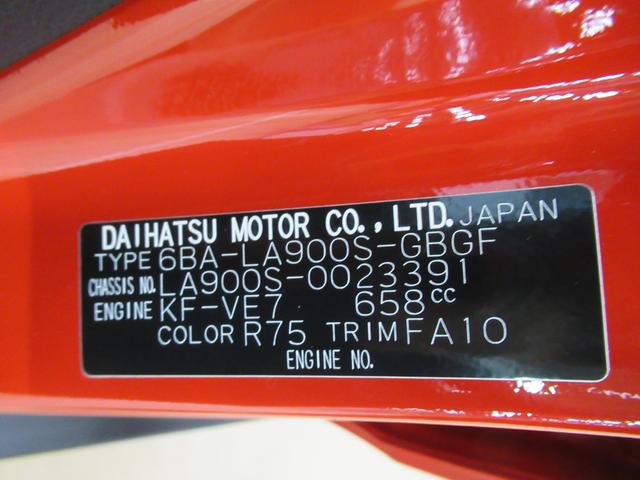 DAIHATSU MOTOR CO., LTD. JAPAN
TYPE 6BA-LA900S-GBGF
CHASSIS NO. LA900S-0023391
ENGINE KF-VE7 658cc
COLOR R75 TRIM FA10
ENGINE NO.